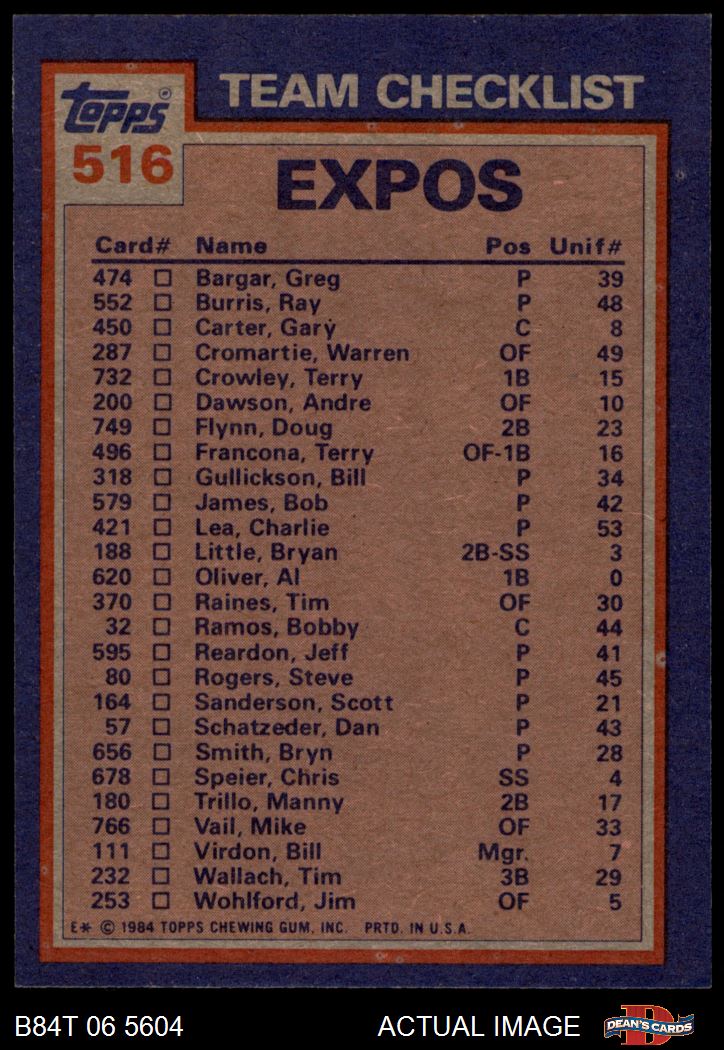 TOPPS®
TEAM CHECKLIST
516
EXPOS
Card# Name Pos Unif#
474 ☐ Bargar, Greg P 39
552 ☐ Burris, Ray P 48
450 ☐ Carter, Gary C 8
287 ☐ Cromartie, Warren OF 49
732 ☐ Crowley, Terry 1B 15
200 ☐ Dawson, Andre OF 10
749 ☐ Flynn, Doug 2B 23
496 ☐ Francona, Terry OF-1B 16
318 ☐ Gullickson, Bill P 34
579 ☐ James, Bob P 42
421 ☐ Lea, Charlie P 53
188 ☐ Little, Bryan 2B-SS 3
620 ☐ Oliver, Al 1B 0
370 ☐ Raines, Tim OF 30
32 ☐ Ramos, Bobby C 44
595 ☐ Reardon, Jeff P 41
80 ☐ Rogers, Steve P 45
164 ☐ Sanderson, Scott P 21
57 ☐ Schatzeder, Dan P 43
656 ☐ Smith, Bryn P 28
678 ☐ Speier, Chris SS 4
180 ☐ Trillo, Manny 2B 17
766 ☐ Vail, Mike OF 33
111 ☐ Virdon, Bill Mgr. 7
232 ☐ Wallach, Tim 3B 29
253 ☐ Wohlford, Jim OF 5
E* © 1984 TOPPS CHEWING GUM, INC. PRTD. IN U.S.A.
B84T 06 5604 ACTUAL IMAGE D DEAN'S CARDS